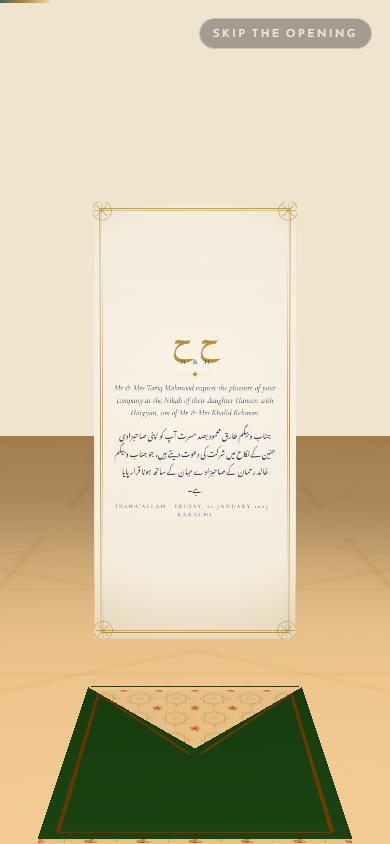 SKIP THE OPENING
ح ح
H & H
Mr & Mrs Tariq Mahmood request the pleasure of your
company at the Nikah of their daughter Haneen with
Haiyyan, son of Mr & Mrs Khalid Rehman.
جناب و بیگم طارق محمود بصد مسرت آپ کو اپنی صاحبزادی
حنین کے نکاح میں شرکت کی دعوت دیتے ہیں، جو جناب و بیگم
خالد رحمان کے صاحبزادے حیان کے ساتھ ہونا قرار پایا
ہے۔
INSHA'ALLAH · FRIDAY, JANUARY ·
KARACHI